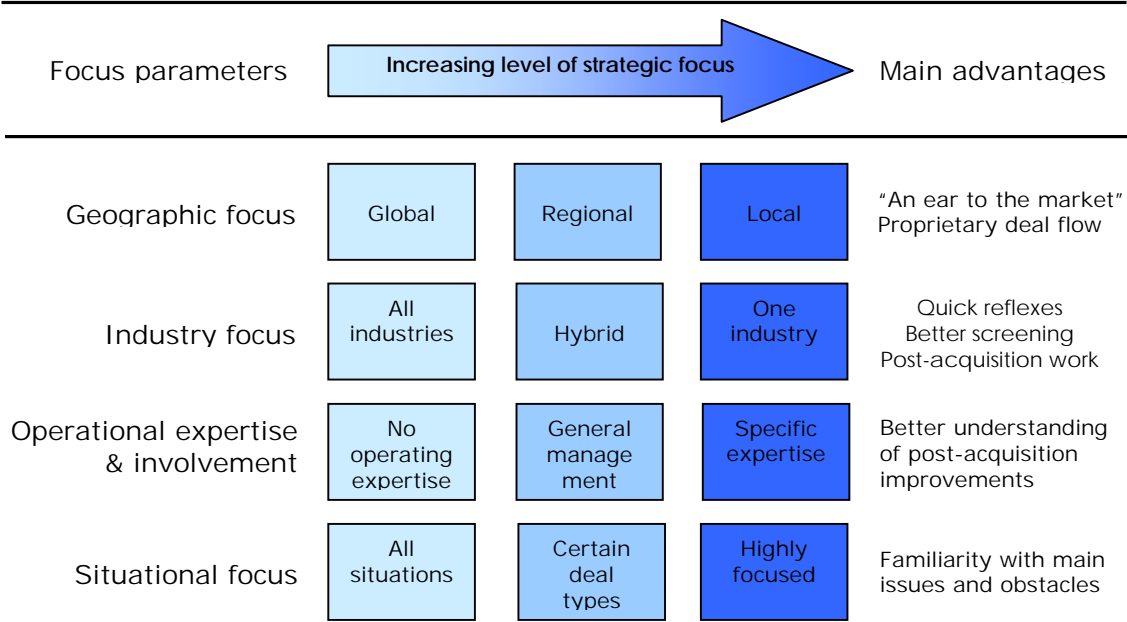 Focus parameters
Increasing level of strategic focus
Main advantages
Geographic focus
Global
Regional
Local
"An ear to the market"
Proprietary deal flow
Industry focus
All
industries
Hybrid
One
industry
Quick reflexes
Better screening
Post-acquisition work
Operational expertise
& involvement
No
operating
expertise
General
manage
ment
Specific
expertise
Better understanding
of post-acquisition
improvements
Situational focus
All
situations
Certain
deal
types
Highly
focused
Familiarity with main
issues and obstacles